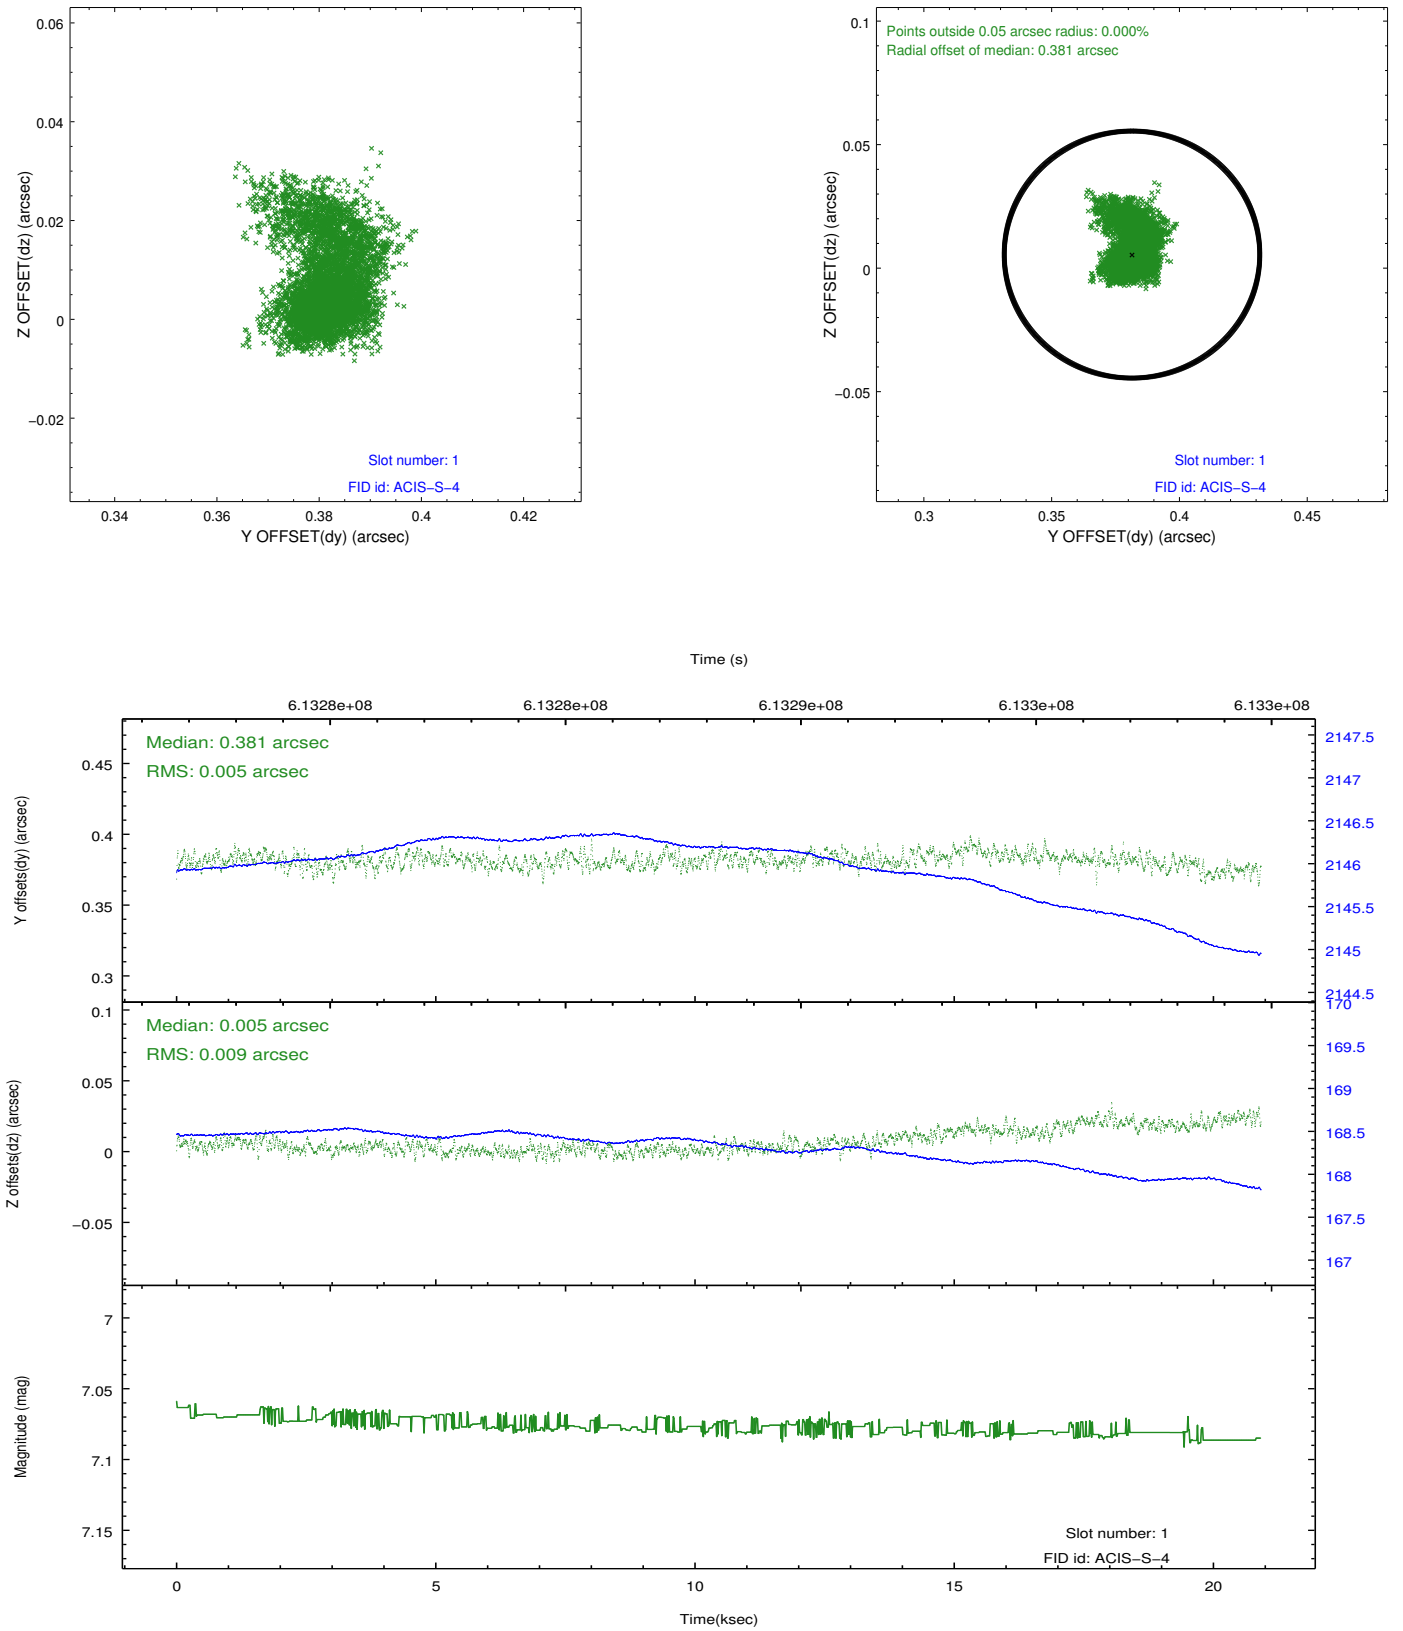 0.06
0.04
0.02
0
−0.02
Z OFFSET(dz) (arcsec)
Slot number: 1
FID id: ACIS−S−4
0.34
0.36
0.38
0.4
0.42
Y OFFSET(dy) (arcsec)
Points outside 0.05 arcsec radius: 0.000%
Radial offset of median: 0.381 arcsec
0.1
0.05
0
−0.05
Z OFFSET(dz) (arcsec)
Slot number: 1
FID id: ACIS−S−4
0.3
0.35
0.4
0.45
Y OFFSET(dy) (arcsec)
Time (s)
6.1328e+08
6.1328e+08
6.1329e+08
6.133e+08
6.133e+08
Median: 0.381 arcsec
RMS: 0.005 arcsec
0.45
0.4
0.35
0.3
Y offsets(dy) (arcsec)
2147.5
2147
2146.5
2146
2145.5
2145
2144.5
Median: 0.005 arcsec
RMS: 0.009 arcsec
0.1
0.05
0
−0.05
Z offsets(dz) (arcsec)
170
169.5
169
168.5
168
167.5
167
7
7.05
7.1
7.15
Magnitude (mag)
Slot number: 1
FID id: ACIS−S−4
0
5
10
15
20
Time(ksec)